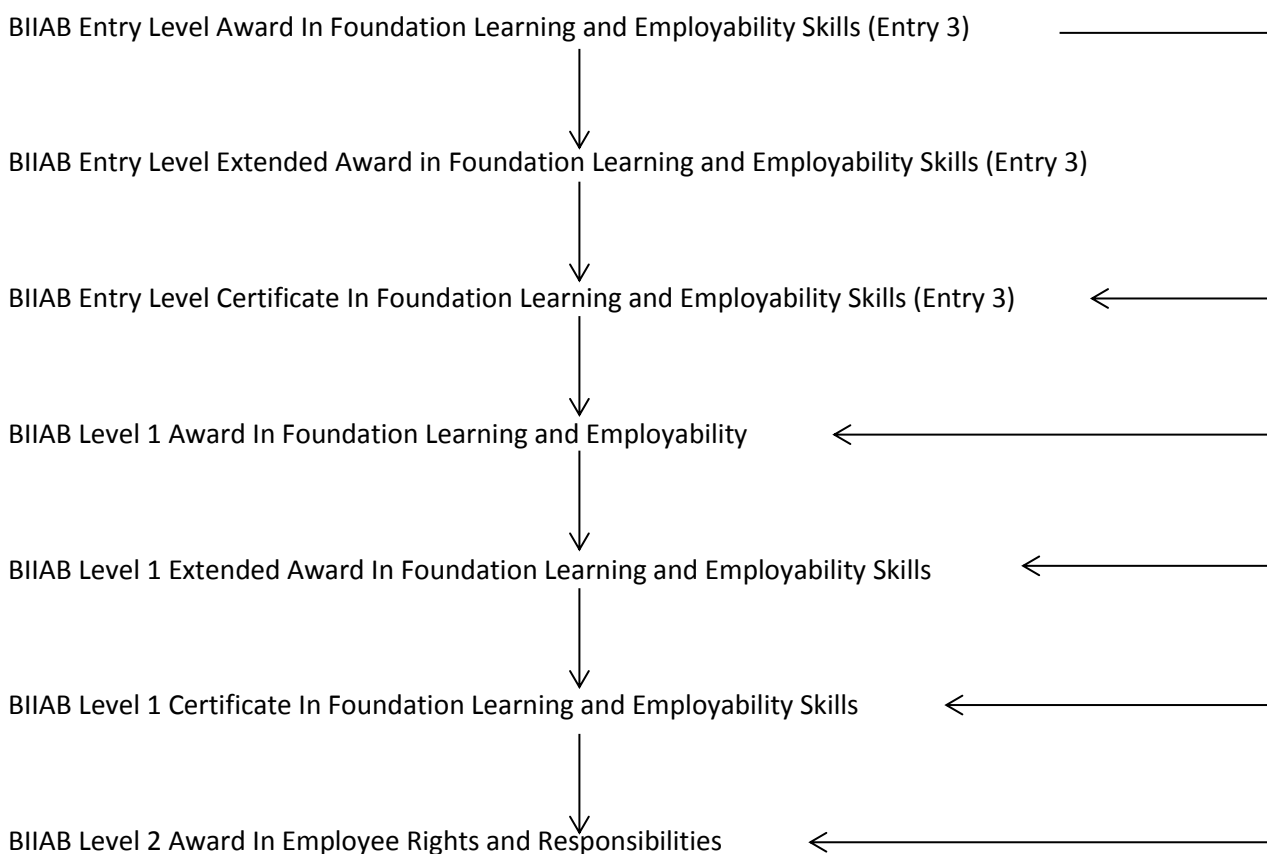 BIIAB Entry Level Award In Foundation Learning and Employability Skills (Entry 3)
BIIAB Entry Level Extended Award in Foundation Learning and Employability Skills (Entry 3)
BIIAB Entry Level Certificate In Foundation Learning and Employability Skills (Entry 3)
BIIAB Level 1 Award In Foundation Learning and Employability
BIIAB Level 1 Extended Award In Foundation Learning and Employability Skills
BIIAB Level 1 Certificate In Foundation Learning and Employability Skills
BIIAB Level 2 Award In Employee Rights and Responsibilities